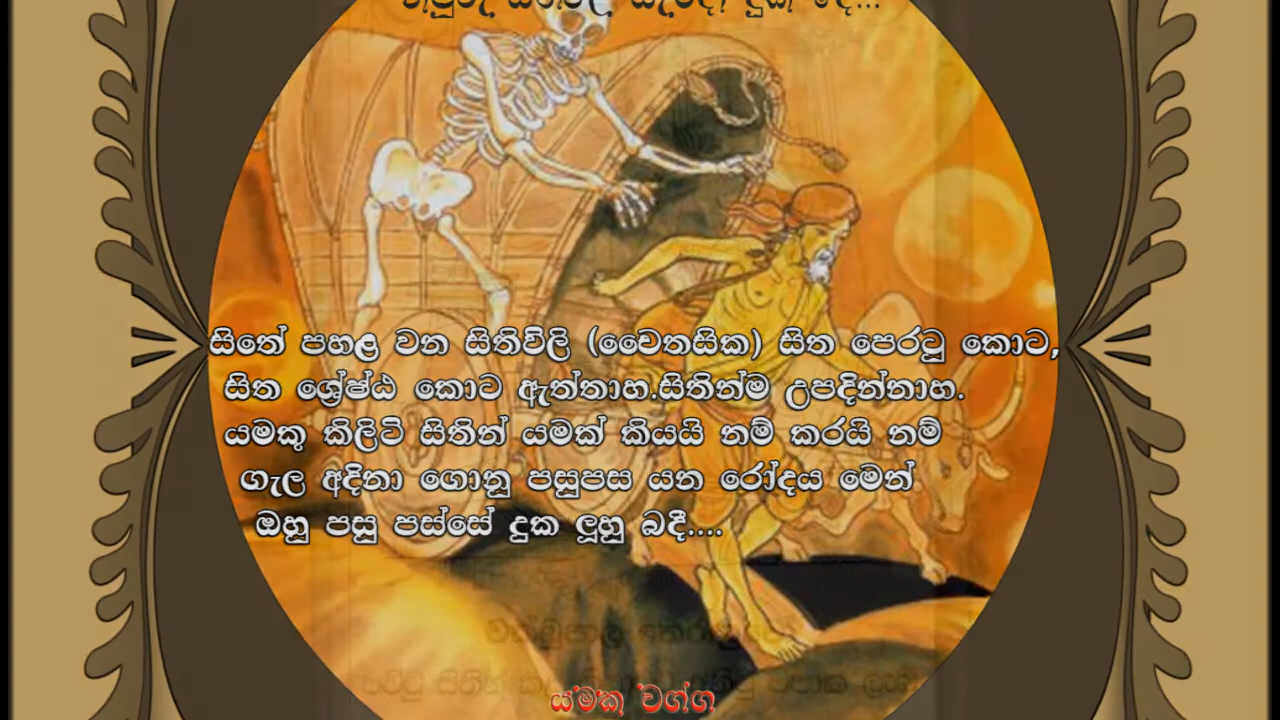 දුක දේ...
සිතේ පහළ වන සිතිවිලි (චෛතසික) සිත පෙරටු කොට,
සිත ශ්‍රේෂ්ඨ කොට ඇත්තාහ.සිතින්ම උපදින්නාහ.
යමකු කිලිටි සිතින් යමක් කියයි නම් කරයි නම්
ගැල අදිනා ගොනු පසුපස යන රෝදය මෙන්
ඔහු පසු පස්සේ දුක ලූහු බදී....
යමක වග්ග